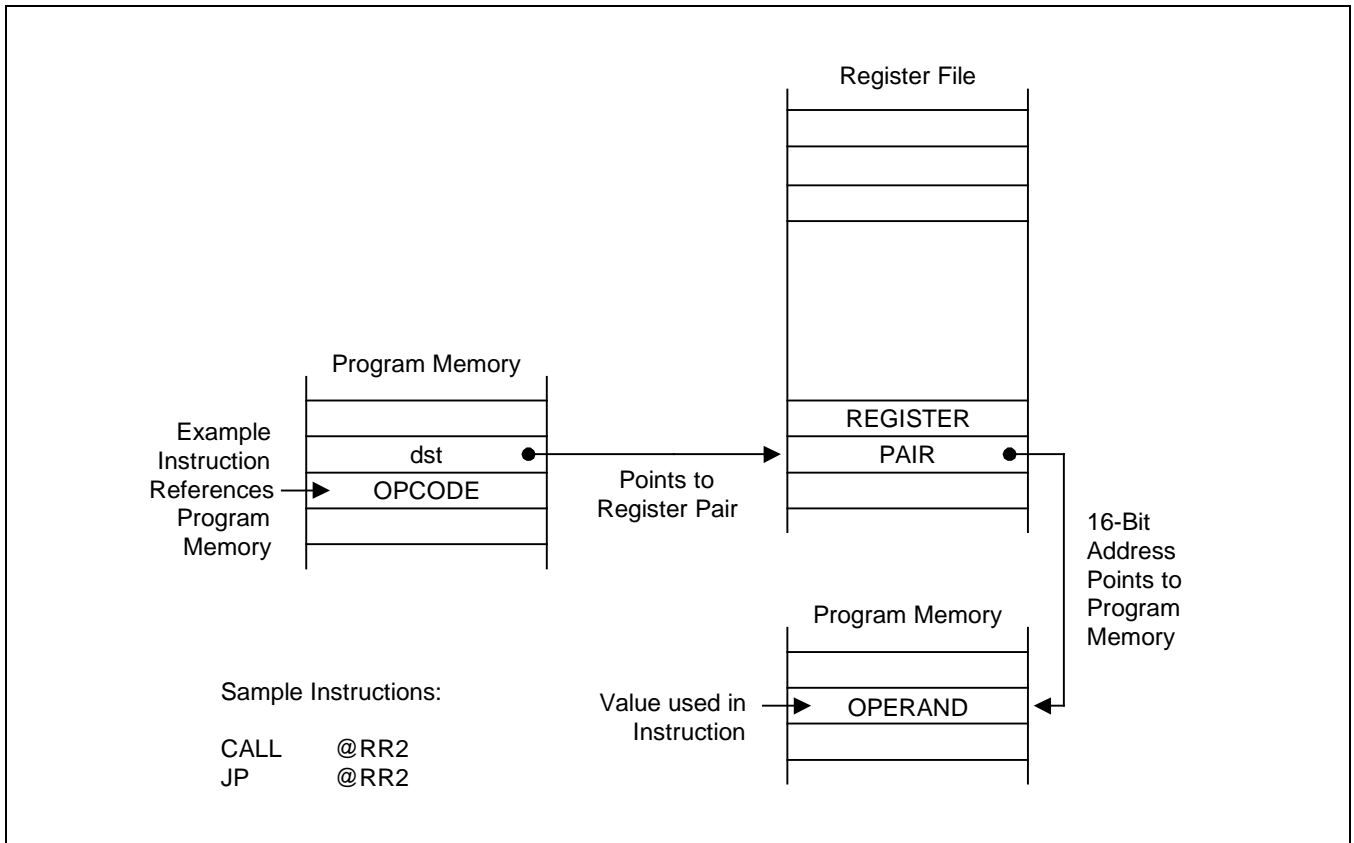 Register File
Program Memory
REGISTER
PAIR
Example
Instruction
References
Program
Memory
dst
OPCODE
Points to
Register Pair
16-Bit
Address
Points to
Program
Memory
Program Memory
Sample Instructions:
CALL @RR2
JP @RR2
Value used in
Instruction
OPERAND